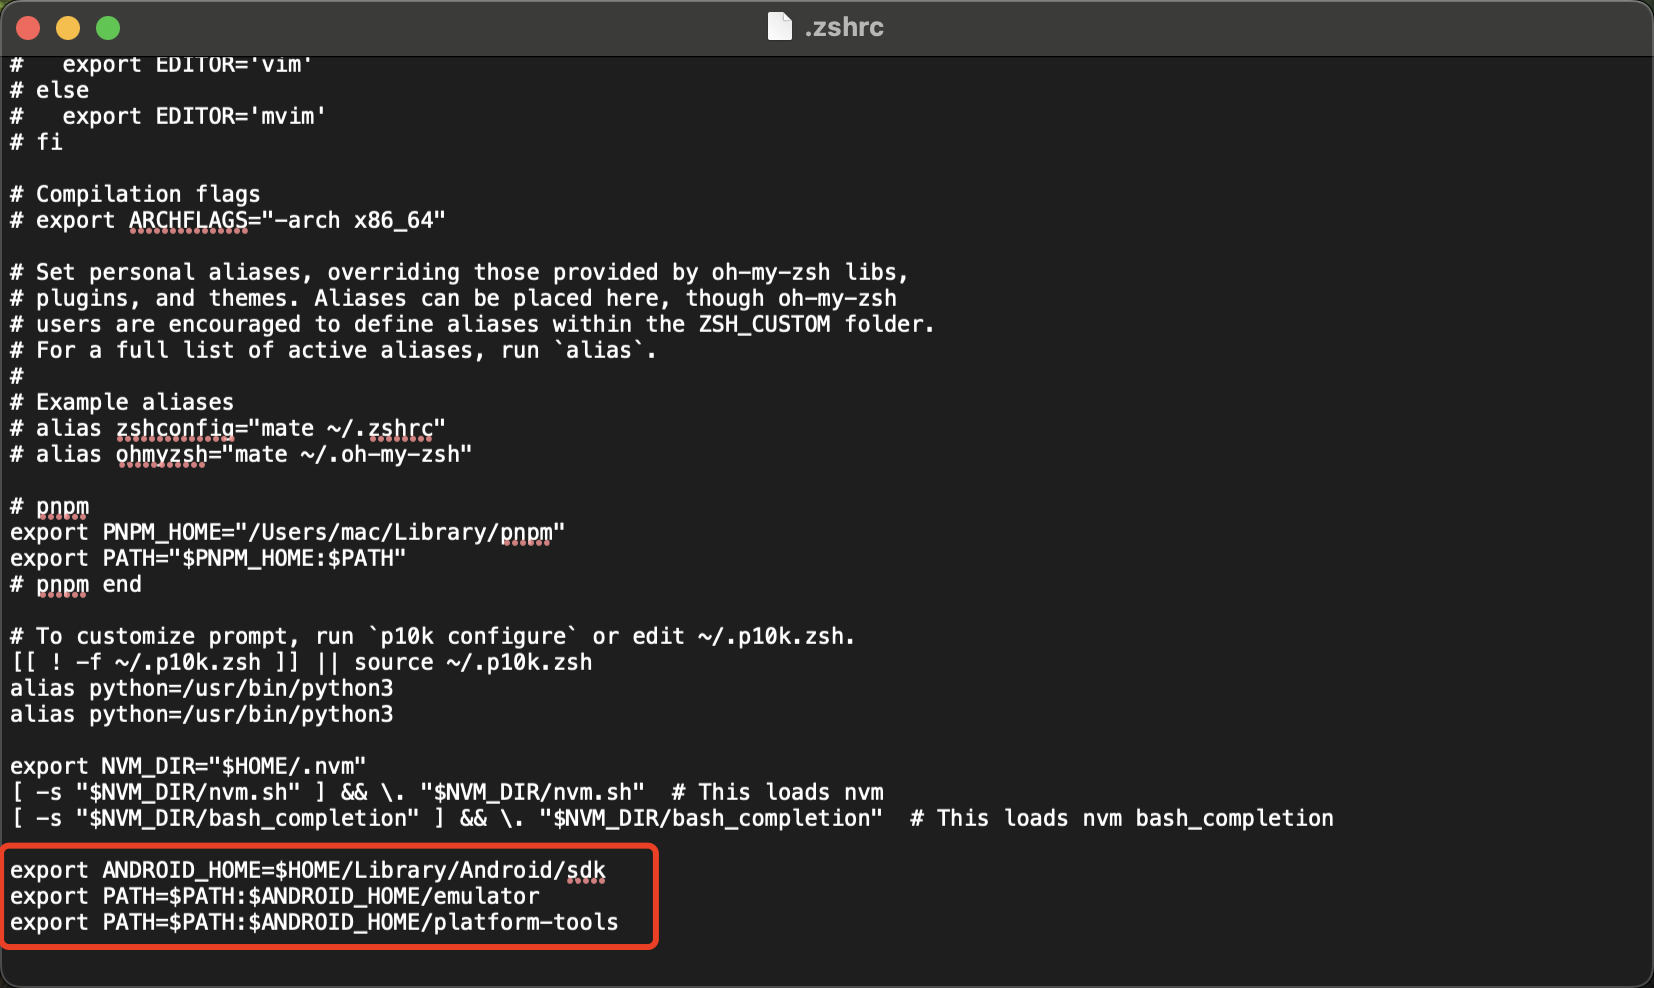 .zshrc
#   export EDITOR='vim'
# else
#   export EDITOR='mvim'
# fi

# Compilation flags
# export ARCHFLAGS="-arch x86_64"

# Set personal aliases, overriding those provided by oh-my-zsh libs,
# plugins, and themes. Aliases can be placed here, though oh-my-zsh
# users are encouraged to define aliases within the ZSH_CUSTOM folder.
# For a full list of active aliases, run `alias`.
#
# Example aliases
# alias zshconfig="mate ~/.zshrc"
# alias ohmyzsh="mate ~/.oh-my-zsh"

# pnpm
export PNPM_HOME="/Users/mac/Library/pnpm"
export PATH="$PNPM_HOME:$PATH"
# pnpm end

# To customize prompt, run `p10k configure` or edit ~/.p10k.zsh.
[[ ! -f ~/.p10k.zsh ]] || source ~/.p10k.zsh
alias python=/usr/bin/python3
alias python=/usr/bin/python3

export NVM_DIR="$HOME/.nvm"
[ -s "$NVM_DIR/nvm.sh" ] && \. "$NVM_DIR/nvm.sh"  # This loads nvm
[ -s "$NVM_DIR/bash_completion" ] && \. "$NVM_DIR/bash_completion"  # This loads nvm bash_completion

export ANDROID_HOME=$HOME/Library/Android/sdk
export PATH=$PATH:$ANDROID_HOME/emulator
export PATH=$PATH:$ANDROID_HOME/platform-tools